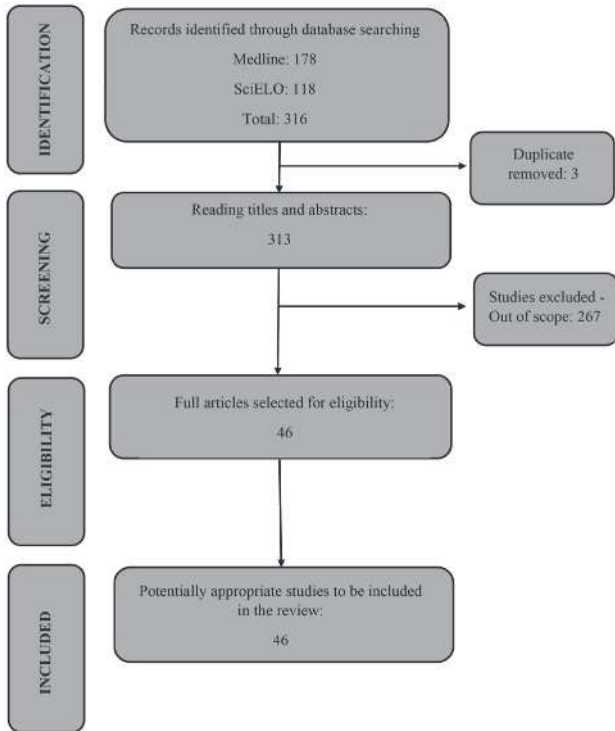 IDENTIFICATION
Records identified through database searching
Medline: 178
SciELO: 118
Total: 316
Duplicate
removed: 3
SCREENING
Reading titles and abstracts:
313
Studies excluded -
Out of scope: 267
ELIGIBILITY
Full articles selected for eligibility:
46
INCLUDED
Potentially appropriate studies to be included
in the review:
46